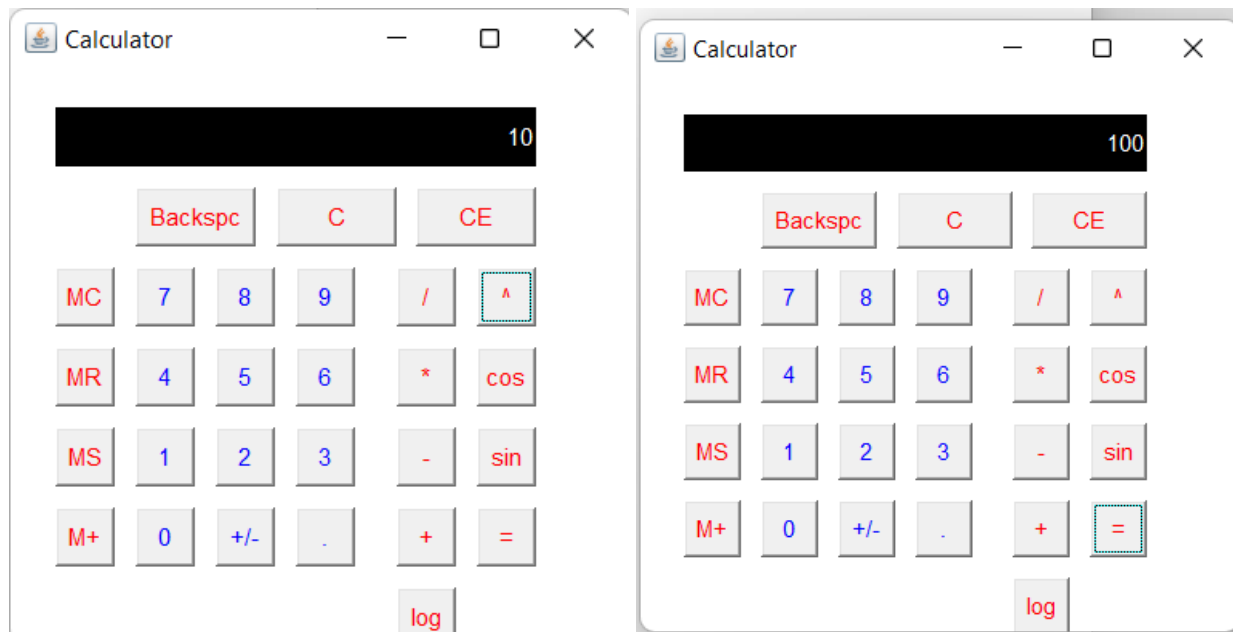 Calculator
10
Backspc C CE
MC 7 8 9 / ^
MR 4 5 6 * cos
MS 1 2 3 - sin
M+ 0 +/- . + =
log
Calculator
100
Backspc C CE
MC 7 8 9 / ^
MR 4 5 6 * cos
MS 1 2 3 - sin
M+ 0 +/- . + =
log